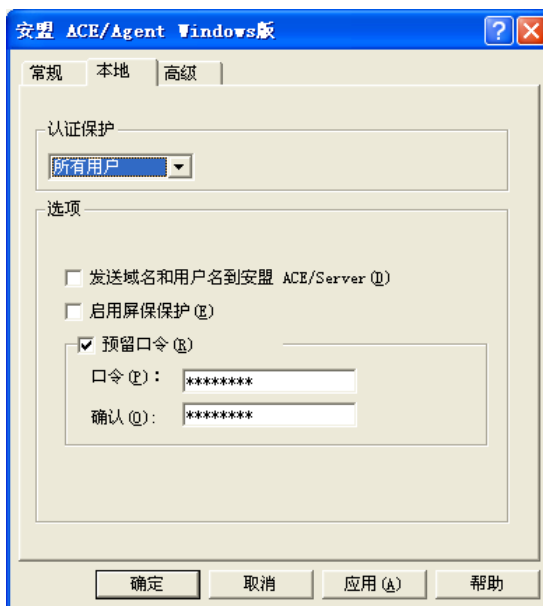 安盟 ACE/Agent Windows版
常规 本地 高级
认证保护
所有用户
选项
发送域名和用户名到安盟 ACE/Server(D)
启用屏保保护(E)
预留口令(R)
口令(P): ********
确认(O): ********
确定 取消 应用(A) 帮助